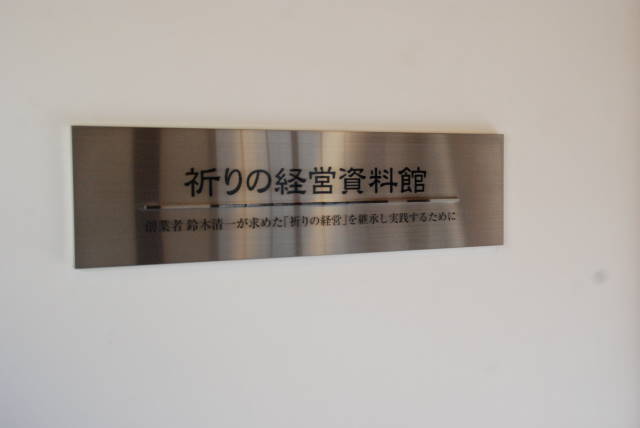 祈りの経営資料館
創業者 鈴木清一が求めた「祈りの経営」を継承し実践するために